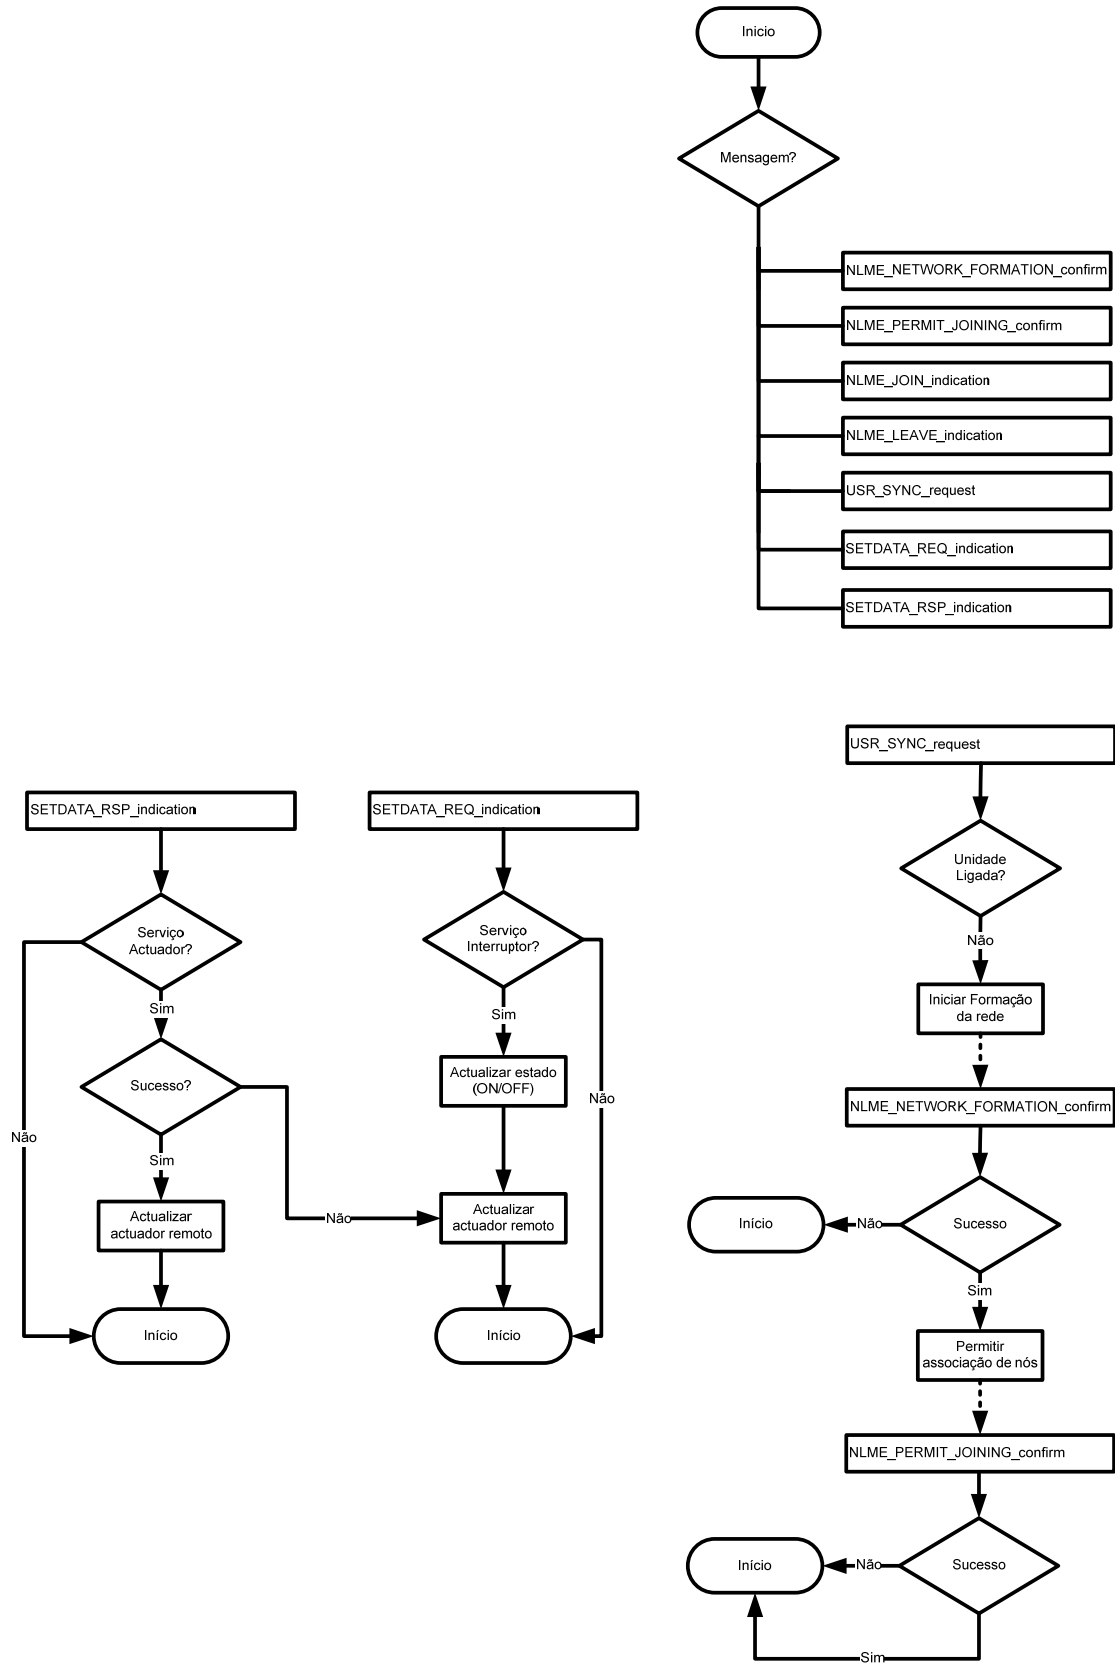 Inicio
Mensagem?
NLME_NETWORK_FORMATION_confirm
NLME_PERMIT_JOINING_confirm
NLME_JOIN_indication
NLME_LEAVE_indication
USR_SYNC_request
SETDATA_REQ_indication
SETDATA_RSP_indication
SETDATA_RSP_indication
Serviço
Actuador?
Sim
Sucesso?
Não
Sim
Actualizar
actuador remoto
Início
SETDATA_REQ_indication
Serviço
Interruptor?
Sim
Actualizar estado
(ON/OFF)
Não
Não
Actualizar
actuador remoto
Início
USR_SYNC_request
Unidade
Ligada?
Não
Iniciar Formação
da rede
NLME_NETWORK_FORMATION_confirm
Sucesso
Não
Início
Sim
Permitir
associação de nós
NLME_PERMIT_JOINING_confirm
Sucesso
Não
Início
Sim